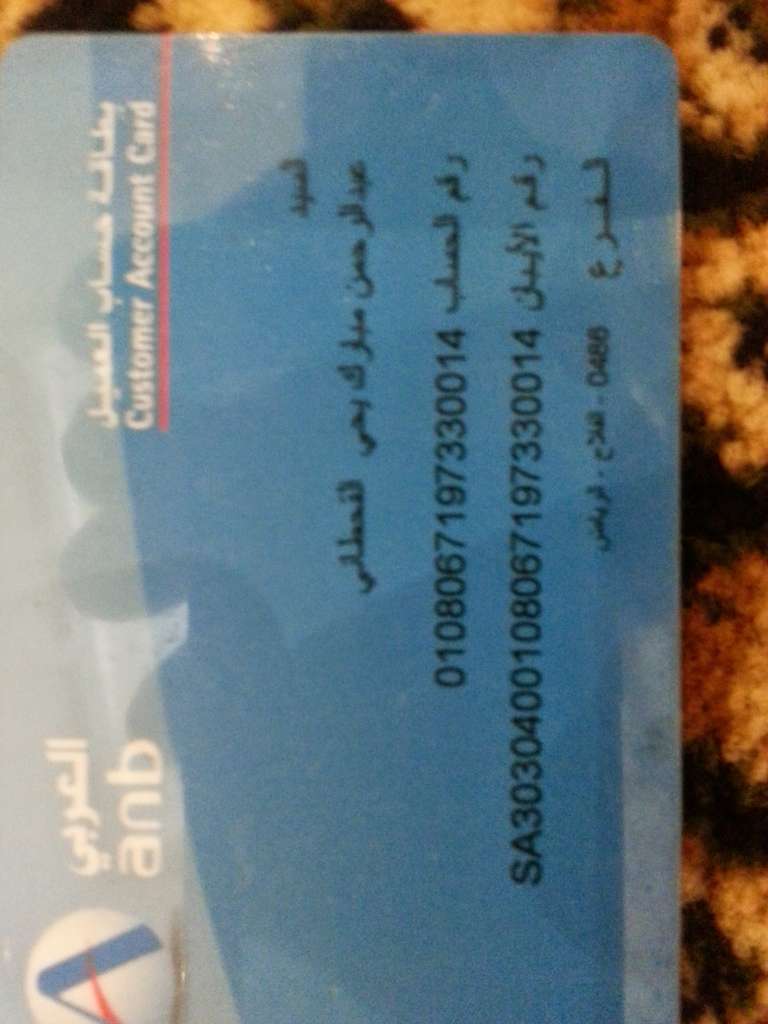 العربي
anb
بطاقة حساب العميل
Customer Account Card
السيد
عبدالرحمن مبارك يحي القحطاني
رقم الحساب 0108067197330014
رقم الآيبان SA3030400108067197330014
الفرع 0486 - الفلاح - الرياض